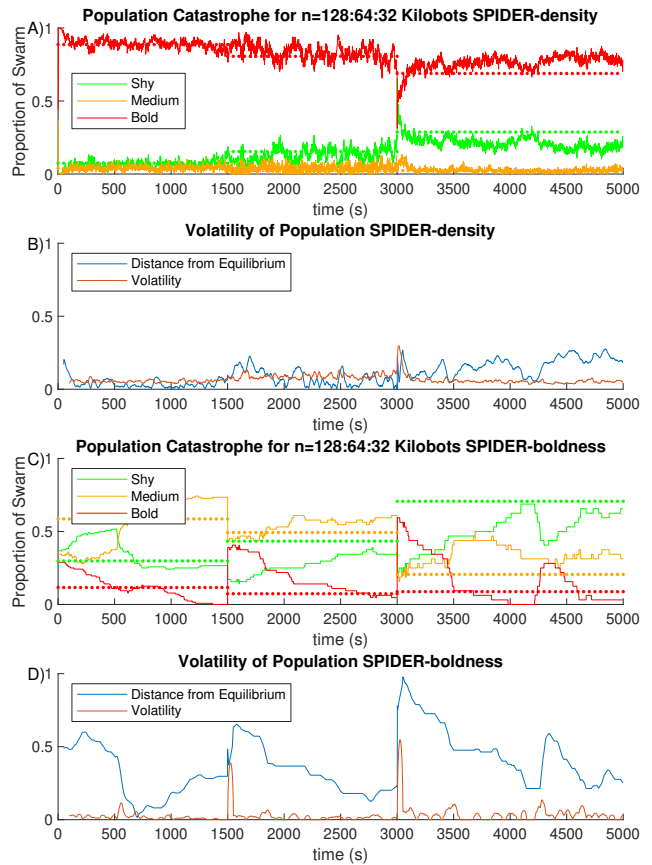 Population Catastrophe for n=128:64:32 Kilobots SPIDER-density
A)1
0.5
0
Proportion of Swarm
Shy
Medium
Bold
0 500 1000 1500 2000 2500 3000 3500 4000 4500 5000
time (s)
Volatility of Population SPIDER-density
B)1
0.5
0
Distance from Equilibrium
Volatility
0 500 1000 1500 2000 2500 3000 3500 4000 4500 5000
time (s)
Population Catastrophe for n=128:64:32 Kilobots SPIDER-boldness
C)1
0.5
0
Proportion of Swarm
Shy
Medium
Bold
0 500 1000 1500 2000 2500 3000 3500 4000 4500 5000
time (s)
Volatility of Population SPIDER-boldness
D)1
0.5
0
Distance from Equilibrium
Volatility
0 500 1000 1500 2000 2500 3000 3500 4000 4500 5000
time (s)